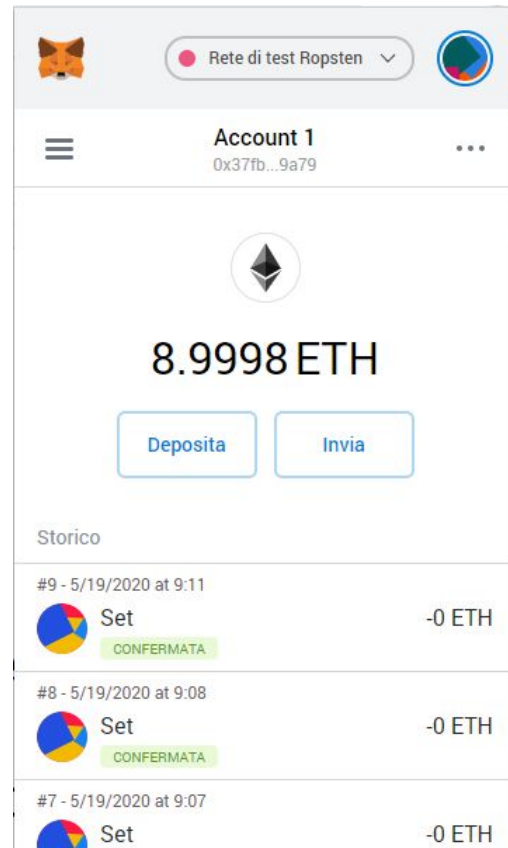 Rete di test Ropsten
Account 1
0x37fb...9a79
8.9998 ETH
Deposita Invia
Storico
#9 - 5/19/2020 at 9:11
Set -0 ETH
CONFERMATA
#8 - 5/19/2020 at 9:08
Set -0 ETH
CONFERMATA
#7 - 5/19/2020 at 9:07
Set -0 ETH